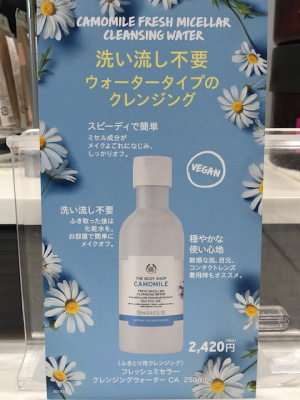 CAMOMILE FRESH MICELLAR
CLEANSING WATER
洗い流し不要
ウォータータイプの
クレンジング
スピーディで簡単
ミセル成分が
メイクよごれになじみ、
しっかりオフ。
VEGAN
洗い流し不要
ふき取った後は
化粧水を。
お部屋で簡単に
メイクオフ。
穏やかな
使い心地
敏感な肌、目元、
コンタクトレンズ
着用時もオススメ。
THE BODY SHOP
CAMOMILE
FRESH MICELLAR
CLEANSING WATER
(税込)
2,420円
(ふきとり用クレンジング)
フレッシュミセラー
クレンジングウォーター CA 250mL